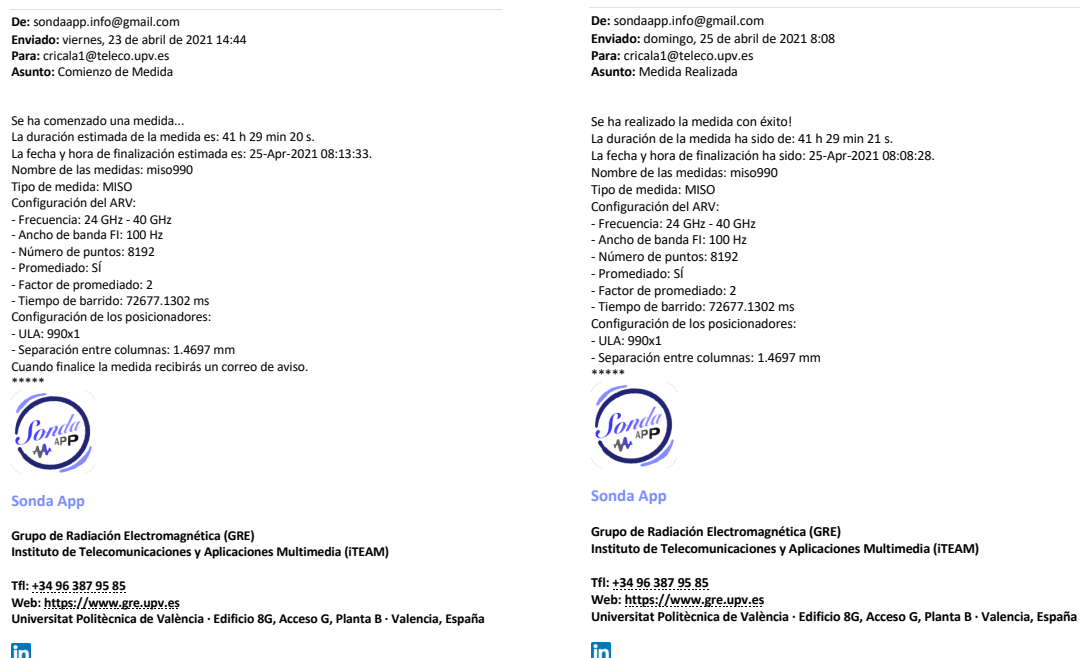 De: sondaapp.info@gmail.com
Enviado: viernes, 23 de abril de 2021 14:44
Para: cricala1@teleco.upv.es
Asunto: Comienzo de Medida
Se ha comenzado una medida...
La duración estimada de la medida es: 41 h 29 min 20 s.
La fecha y hora de finalización estimada es: 25-Apr-2021 08:13:33.
Nombre de las medidas: miso990
Tipo de medida: MISO
Configuración del ARV:
- Frecuencia: 24 GHz - 40 GHz
- Ancho de banda FI: 100 Hz
- Número de puntos: 8192
- Promediado: SÍ
- Factor de promediado: 2
- Tiempo de barrido: 72677.1302 ms
Configuración de los posicionadores:
- ULA: 990x1
- Separación entre columnas: 1.4697 mm
Cuando finalice la medida recibirás un correo de aviso.
*****
Sonda
APP
Sonda App
Grupo de Radiación Electromagnética (GRE)
Instituto de Telecomunicaciones y Aplicaciones Multimedia (iTEAM)
Tfl: +34 96 387 95 85
Web: https://www.gre.upv.es
Universitat Politècnica de València · Edificio 8G, Acceso G, Planta B · Valencia, España
in
De: sondaapp.info@gmail.com
Enviado: domingo, 25 de abril de 2021 8:08
Para: cricala1@teleco.upv.es
Asunto: Medida Realizada
Se ha realizado la medida con éxito!
La duración de la medida ha sido de: 41 h 29 min 21 s.
La fecha y hora de finalización ha sido: 25-Apr-2021 08:08:28.
Nombre de las medidas: miso990
Tipo de medida: MISO
Configuración del ARV:
- Frecuencia: 24 GHz - 40 GHz
- Ancho de banda FI: 100 Hz
- Número de puntos: 8192
- Promediado: SÍ
- Factor de promediado: 2
- Tiempo de barrido: 72677.1302 ms
Configuración de los posicionadores:
- ULA: 990x1
- Separación entre columnas: 1.4697 mm
*****
Sonda
APP
Sonda App
Grupo de Radiación Electromagnética (GRE)
Instituto de Telecomunicaciones y Aplicaciones Multimedia (iTEAM)
Tfl: +34 96 387 95 85
Web: https://www.gre.upv.es
Universitat Politècnica de València · Edificio 8G, Acceso G, Planta B · Valencia, España
in